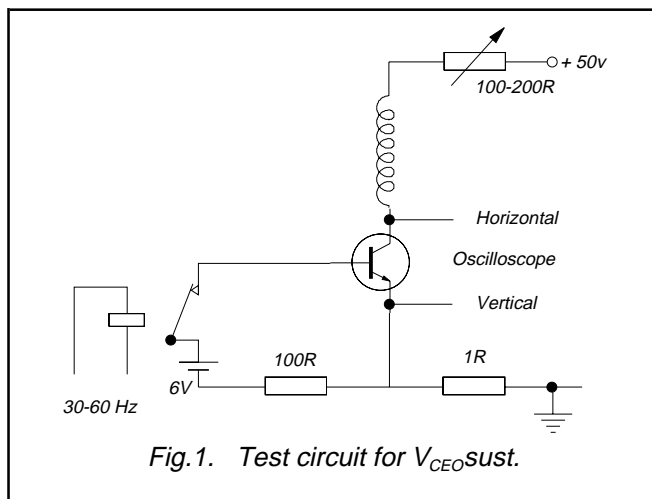 + 50v
100-200R
Horizontal
Oscilloscope
Vertical
100R
1R
6V
30-60 Hz
Fig.1. Test circuit for VCEOsust.